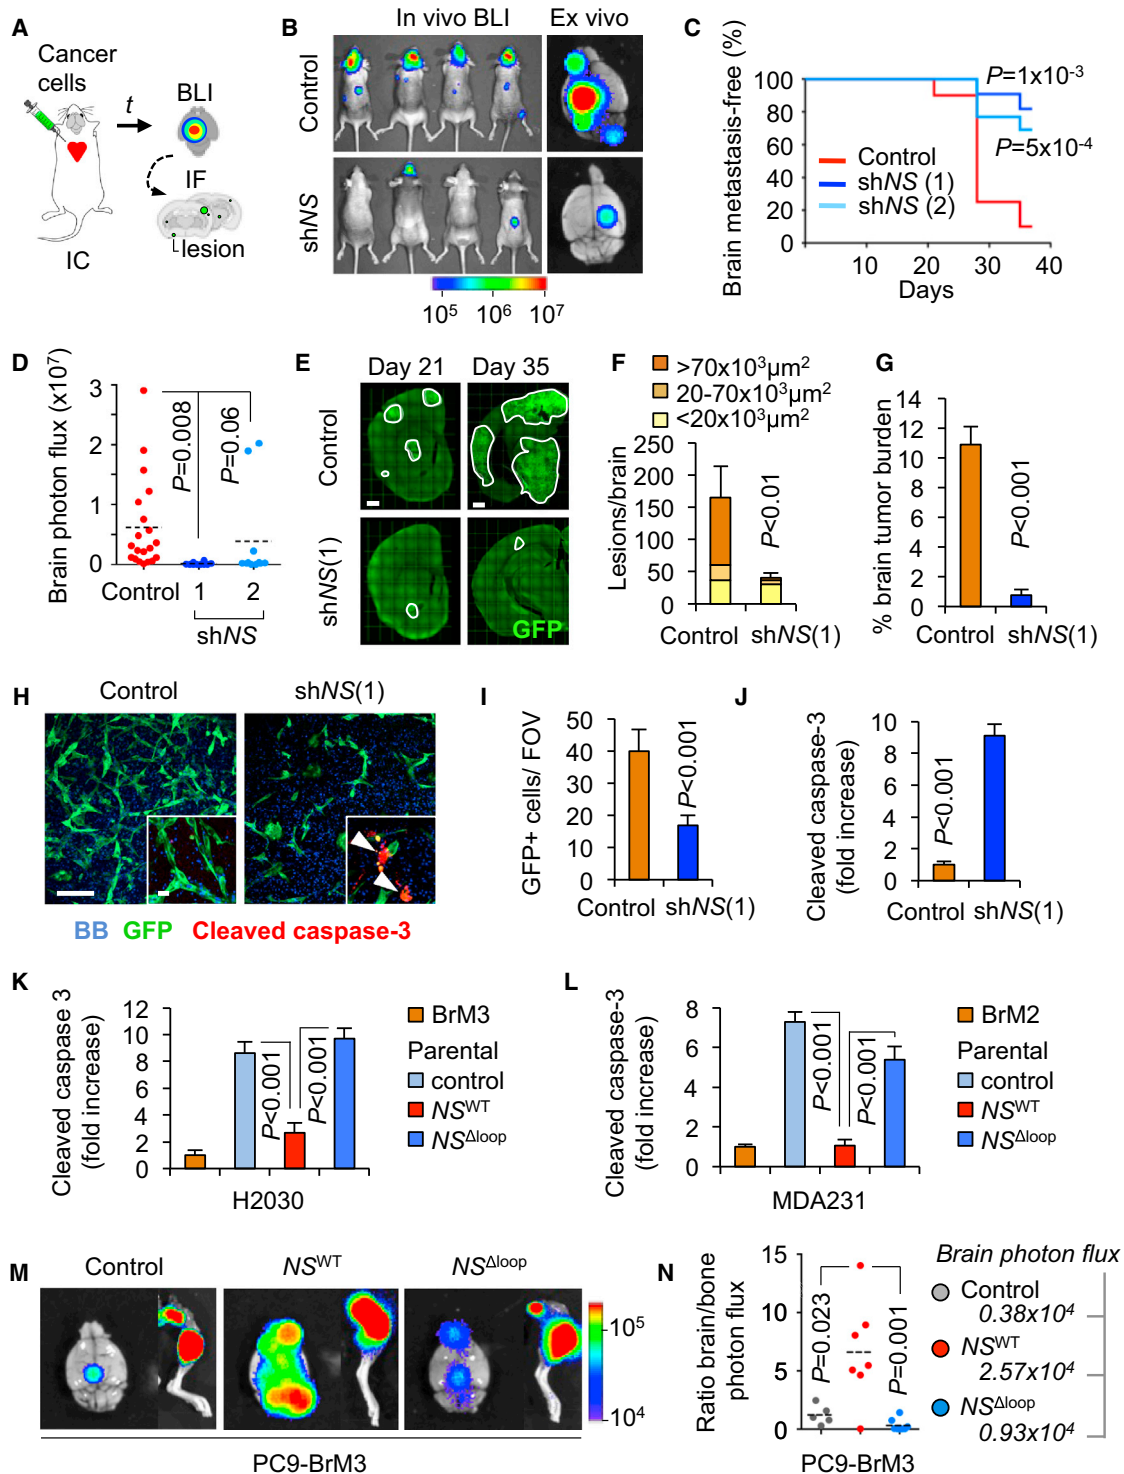 A
Cancer
cells
t
BLI
IF
lesion
IC
B
In vivo BLI
Ex vivo
Control
shNS
10⁵
10⁶
10⁷
C
Brain metastasis-free (%)
100
80
60
40
20
0
P=1x10⁻³
P=5x10⁻⁴
Control
shNS (1)
shNS (2)
10
20
30
40
Days
D
Brain photon flux (x10⁷)
3
2
1
0
P=0.008
P=0.06
Control
1
2
shNS
E
Day 21
Day 35
Control
shNS(1)
GFP
F
>70x10³µm²
20-70x10³µm²
<20x10³µm²
Lesions/brain
250
200
150
100
50
0
P<0.01
Control
shNS(1)
G
% brain tumor burden
14
12
10
8
6
4
2
0
P<0.001
Control
shNS(1)
H
Control
shNS(1)
BB GFP Cleaved caspase-3
I
GFP+ cells/ FOV
50
40
30
20
10
0
P<0.001
Control
shNS(1)
J
Cleaved caspase-3
(fold increase)
10
8
6
4
2
0
P<0.001
Control
shNS(1)
K
Cleaved caspase 3
(fold increase)
12
10
8
6
4
2
0
P<0.001
P<0.001
H2030
BrM3
Parental
control
NSᵂᵀ
NS^Δloop
L
Cleaved caspase-3
(fold increase)
8
6
4
2
0
P<0.001
P<0.001
MDA231
BrM2
Parental
control
NSᵂᵀ
NS^Δloop
M
Control
NSᵂᵀ
NS^Δloop
10⁵
10⁴
PC9-BrM3
N
Ratio brain/bone
photon flux
15
10
5
0
P=0.023
P=0.001
PC9-BrM3
Brain photon flux
Control
0.38x10⁴
NSᵂᵀ
2.57x10⁴
NS^Δloop
0.93x10⁴